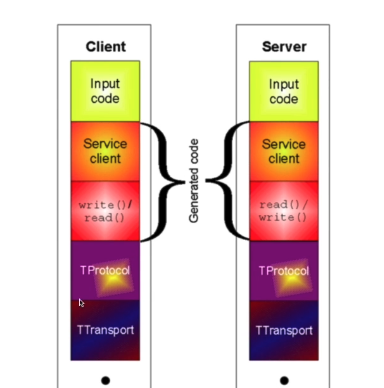 Client
Input
code
Service
client
write()/
read()
TProtocol
TTransport
Generated code
Server
Input
code
Service
client
read()/
write()
TProtocol
TTransport